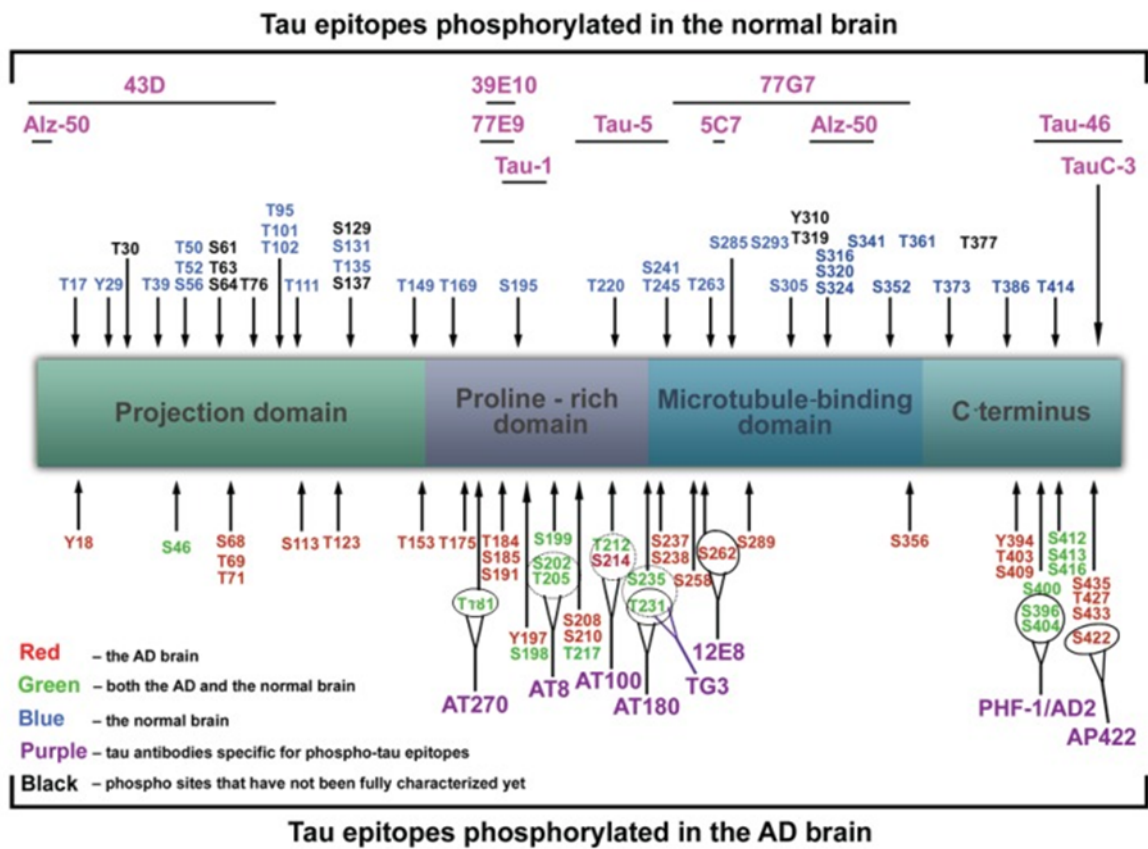 Tau epitopes phosphorylated in the normal brain
43D
39E10
77G7
Alz-50
77E9
Tau-5
5C7
Alz-50
Tau-46
Tau-1
TauC-3
T95
T101
T102
T30
T50
T52
S56
S61
T63
S64
T76
S129
S131
T135
S137
T17
Y29
T39
T111
T149
T169
S195
T220
S241
T245
T263
S285
S293
Y310
T319
S316
S320
S324
S305
S341
S352
T361
T377
T373
T386
T414
Projection domain
Proline - rich
domain
Microtubule-binding
domain
C-terminus
Y18
S46
S68
T69
T71
S113
T123
T153
T175
T181
T184
S185
S191
Y197
S198
S199
S202
T205
S208
S210
T217
T212
S214
S235
T231
S237
S238
S258
S262
S289
S356
Y394
T403
S409
S400
S396
S404
S412
S413
S416
S435
T427
S433
S422
AT270
AT8
AT100
AT180
TG3
12E8
PHF-1/AD2
AP422
Red – the AD brain
Green – both the AD and the normal brain
Blue – the normal brain
Purple – tau antibodies specific for phospho-tau epitopes
Black – phospho sites that have not been fully characterized yet
Tau epitopes phosphorylated in the AD brain